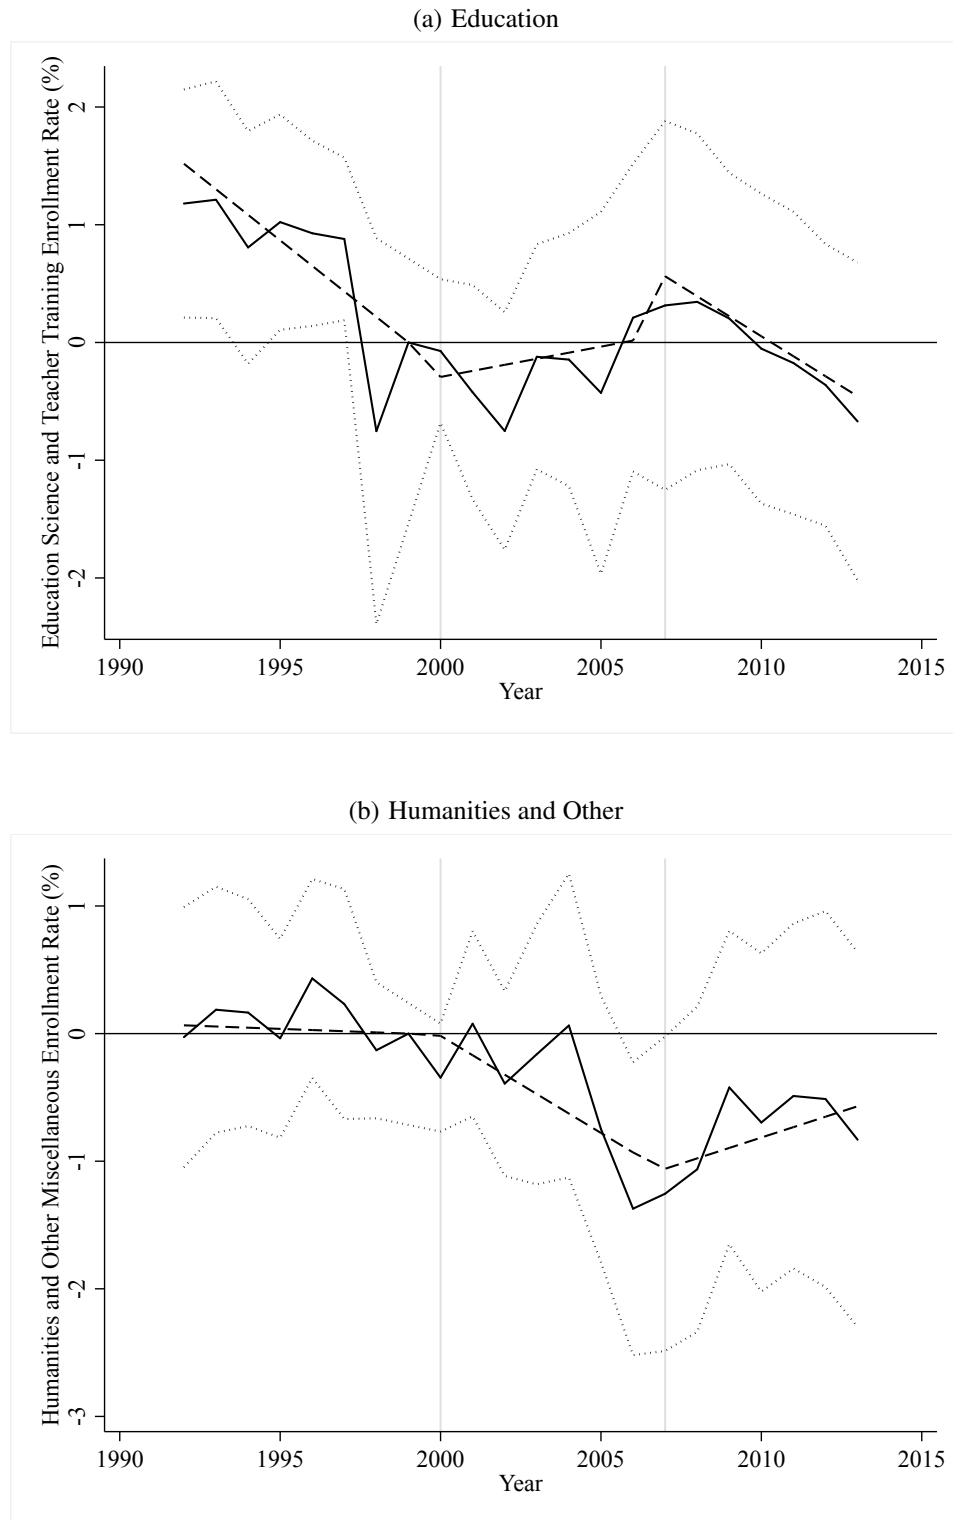 (a) Education
Education Science and Teacher Training Enrollment Rate (%)
2
1
0
-1
-2
1990 1995 2000 2005 2010 2015
Year
(b) Humanities and Other
Humanities and Other Miscellaneous Enrollment Rate (%)
1
0
-1
-2
-3
1990 1995 2000 2005 2010 2015
Year